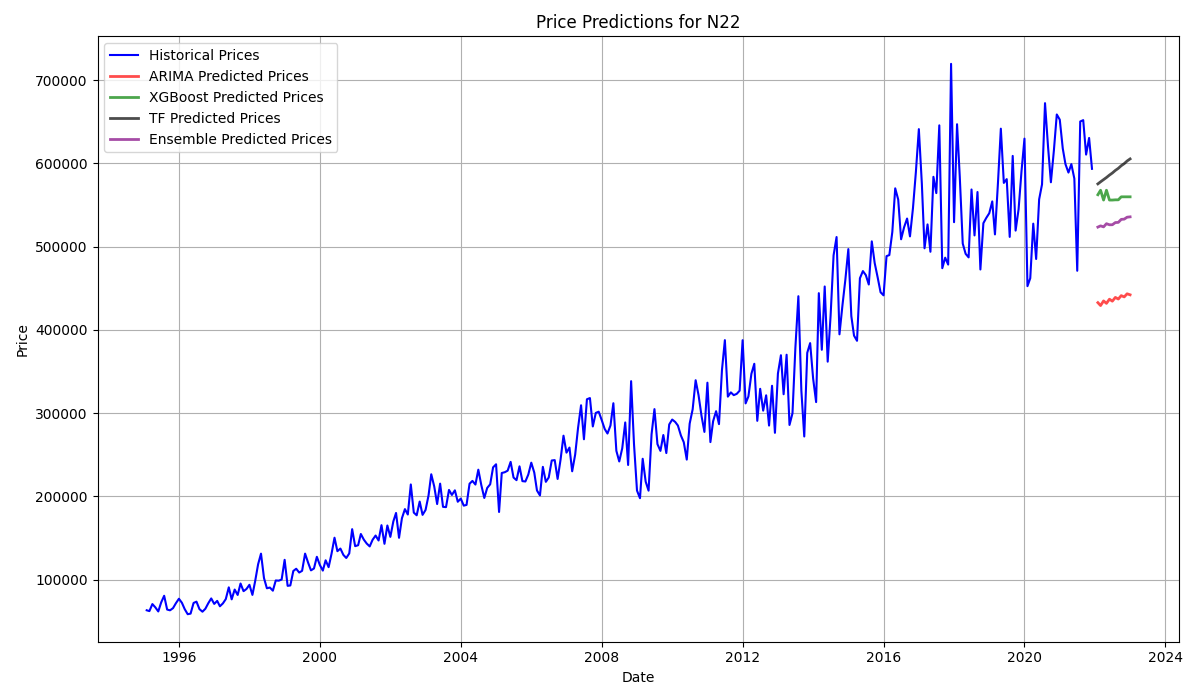 Price Predictions for N22
Historical Prices
ARIMA Predicted Prices
XGBoost Predicted Prices
TF Predicted Prices
Ensemble Predicted Prices
Price
700000
600000
500000
400000
300000
200000
100000
1996 2000 2004 2008 2012 2016 2020 2024
Date